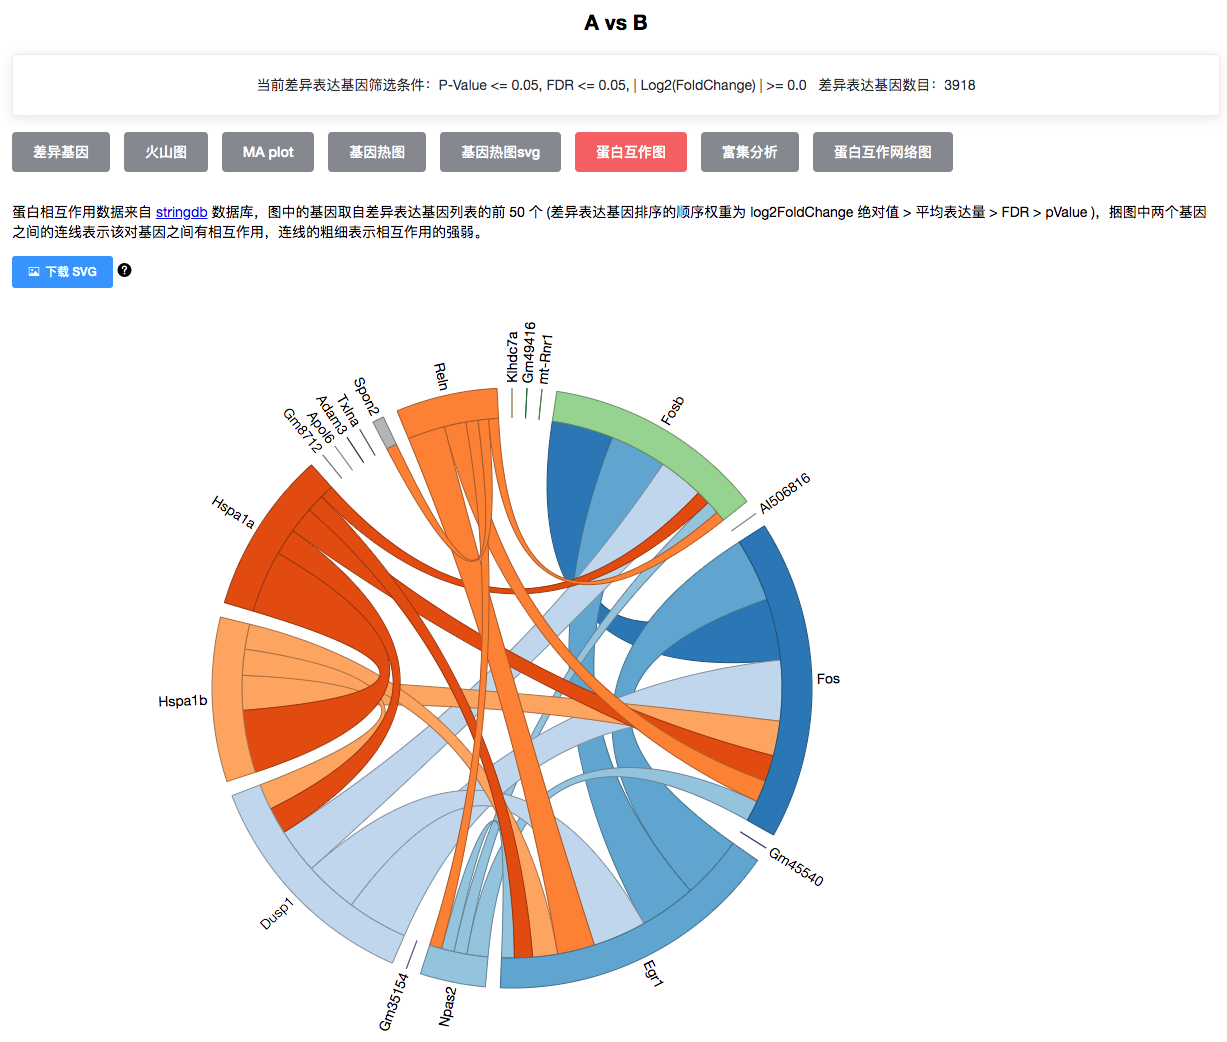 A vs B
当前差异表达基因筛选条件：P-Value <= 0.05, FDR <= 0.05, | Log2(FoldChange) | >= 0.0 差异表达基因数目：3918
差异基因 火山图 MA plot 基因热图 基因热图svg 蛋白互作图 富集分析 蛋白互作网络图
蛋白相互作用数据来自 stringdb 数据库，图中的基因取自差异表达基因列表的前 50 个 (差异表达基因排序的顺序权重为 log2FoldChange 绝对值 > 平均表达量 > FDR > pValue )，捆图中两个基因
之间的连线表示该对基因之间有相互作用，连线的粗细表示相互作用的强弱。
下载 SVG ?
Klhdc7a
Gm49416
mt-Rnr1
Reln
Spon2
Txlna
Adam3
Apol6
Gm8712
Fosb
AI506816
Hspa1a
Fos
Hspa1b
Gm45540
Dusp1
Egr1
Gm35154
Npas2